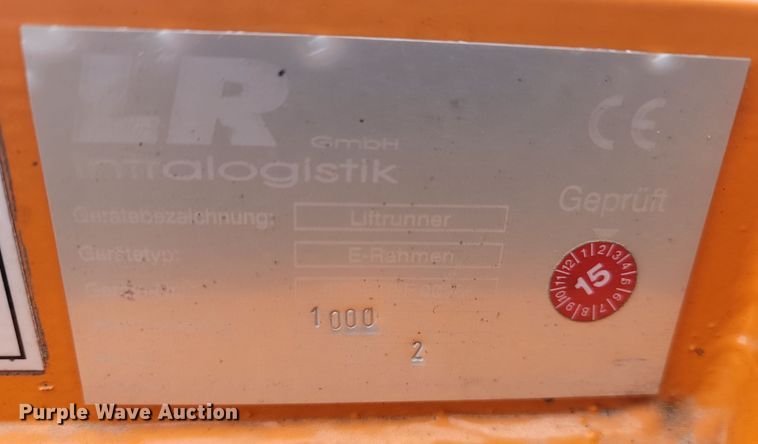 LR
GmbH
Intralogistik
CE
Geprüft
Gerätebezeichnung: Liftrunner
Gerätetyp: E-Rahmen
12 1 2 3 4 5 6 7 8 9 10 11
15
1000
2
Purple Wave Auction